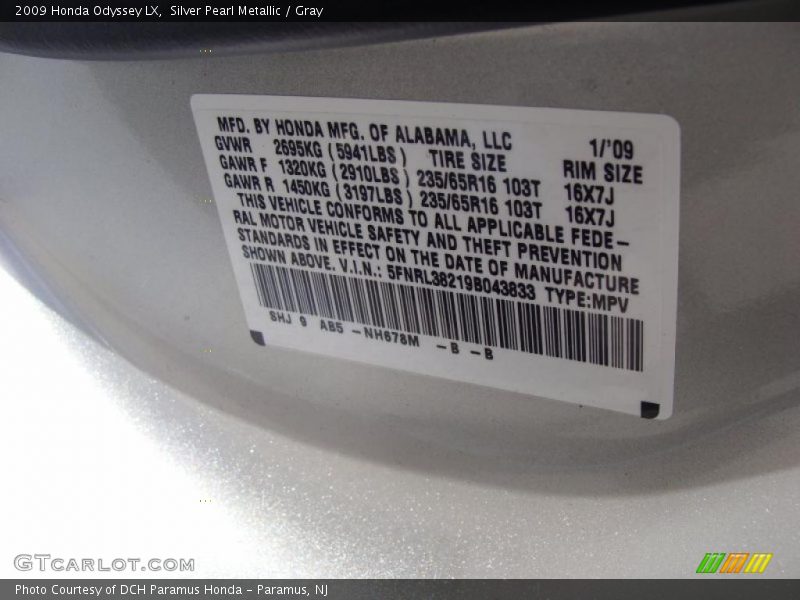 2009 Honda Odyssey LX, Silver Pearl Metallic / Gray
MFD. BY HONDA MFG. OF ALABAMA, LLC 1/'09
GVWR 2695KG (5941LBS) TIRE SIZE RIM SIZE
GAWR F 1320KG (2910LBS) 235/65R16 103T 16X7J
GAWR R 1450KG (3197LBS) 235/65R16 103T 16X7J
THIS VEHICLE CONFORMS TO ALL APPLICABLE FEDE-
RAL MOTOR VEHICLE SAFETY AND THEFT PREVENTION
STANDARDS IN EFFECT ON THE DATE OF MANUFACTURE
SHOWN ABOVE. V.I.N.: 5FNRL38219B043833 TYPE:MPV
SHJ 9 AB5 -NH678M -B -B
GTCARLOT.COM
Photo Courtesy of DCH Paramus Honda - Paramus, NJ